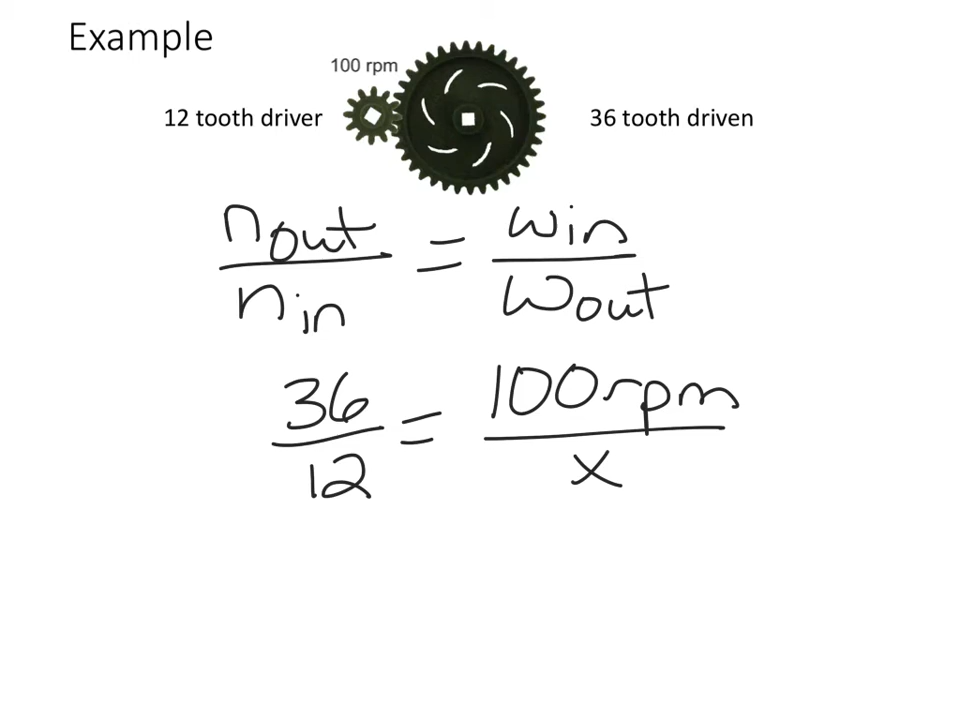 Example
100 rpm
12 tooth driver
36 tooth driven
nout / nin = win / wout
36 / 12 = 100rpm / x